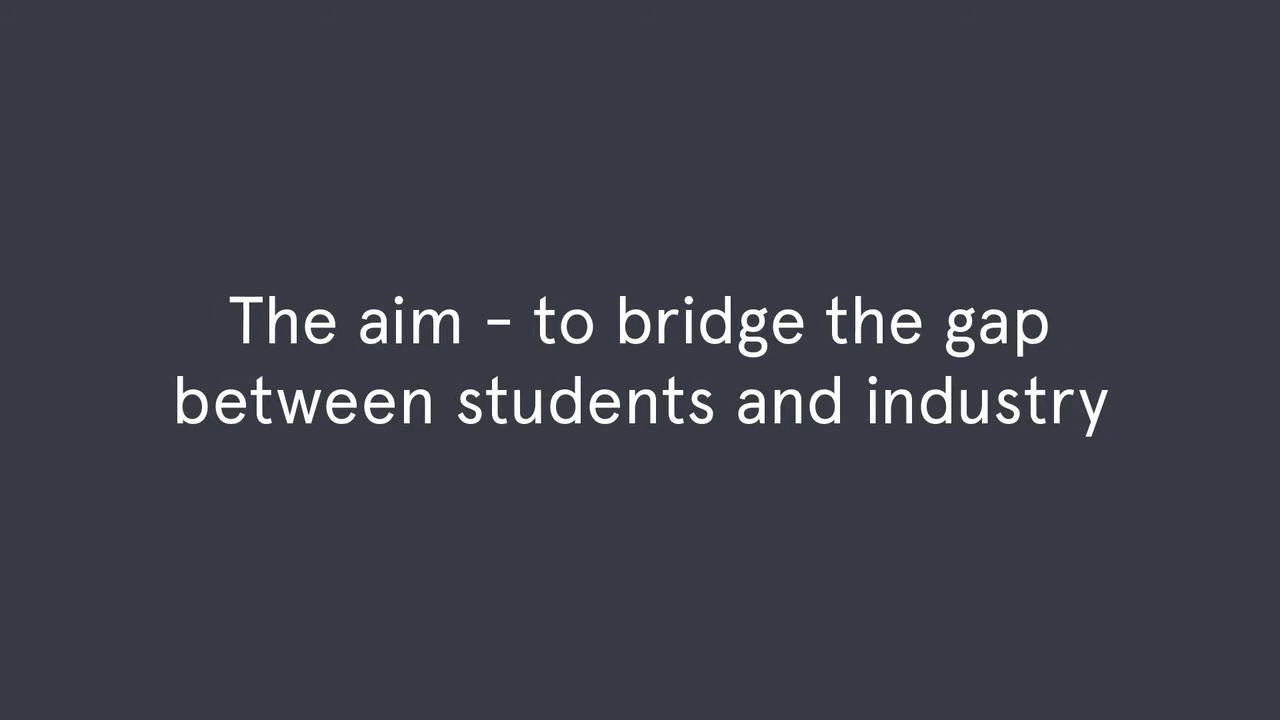 The aim - to bridge the gap
between students and industry